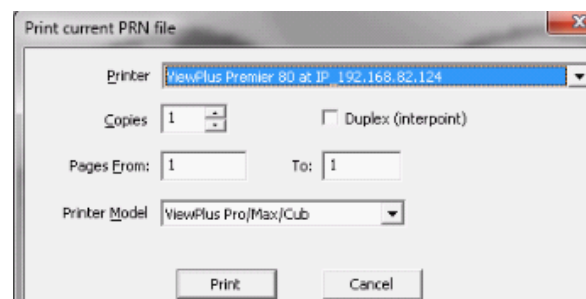 Print current PRN file
Printer ViewPlus Premier 80 at IP_192.168.82.124
Copies 1 Duplex (interpoint)
Pages From: 1 To: 1
Printer Model ViewPlus Pro/Max/Cub
Print Cancel